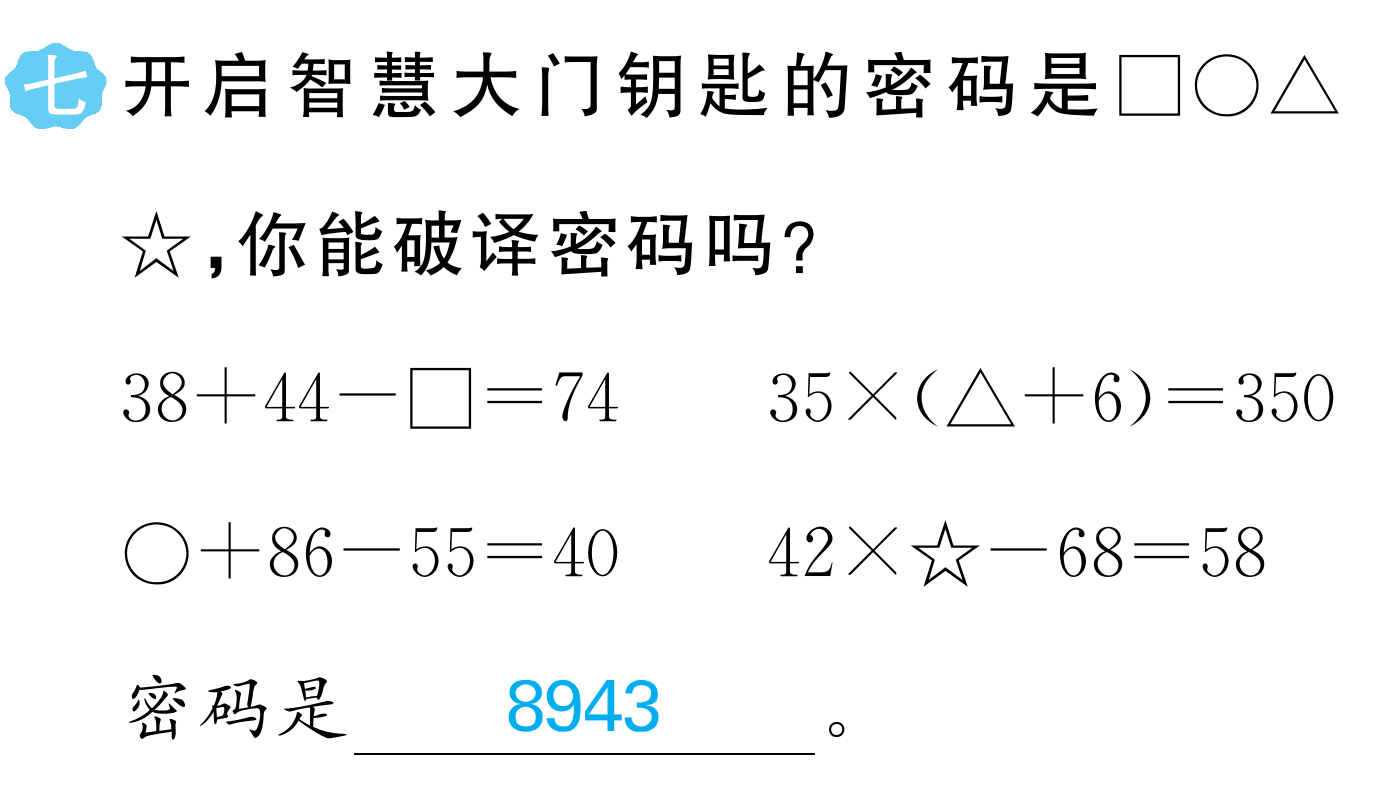 七 开启智慧大门钥匙的密码是□○△
☆,你能破译密码吗?
38+44-□=74 35×(△+6)=350
○+86-55=40 42×☆-68=58
密码是 8943 。